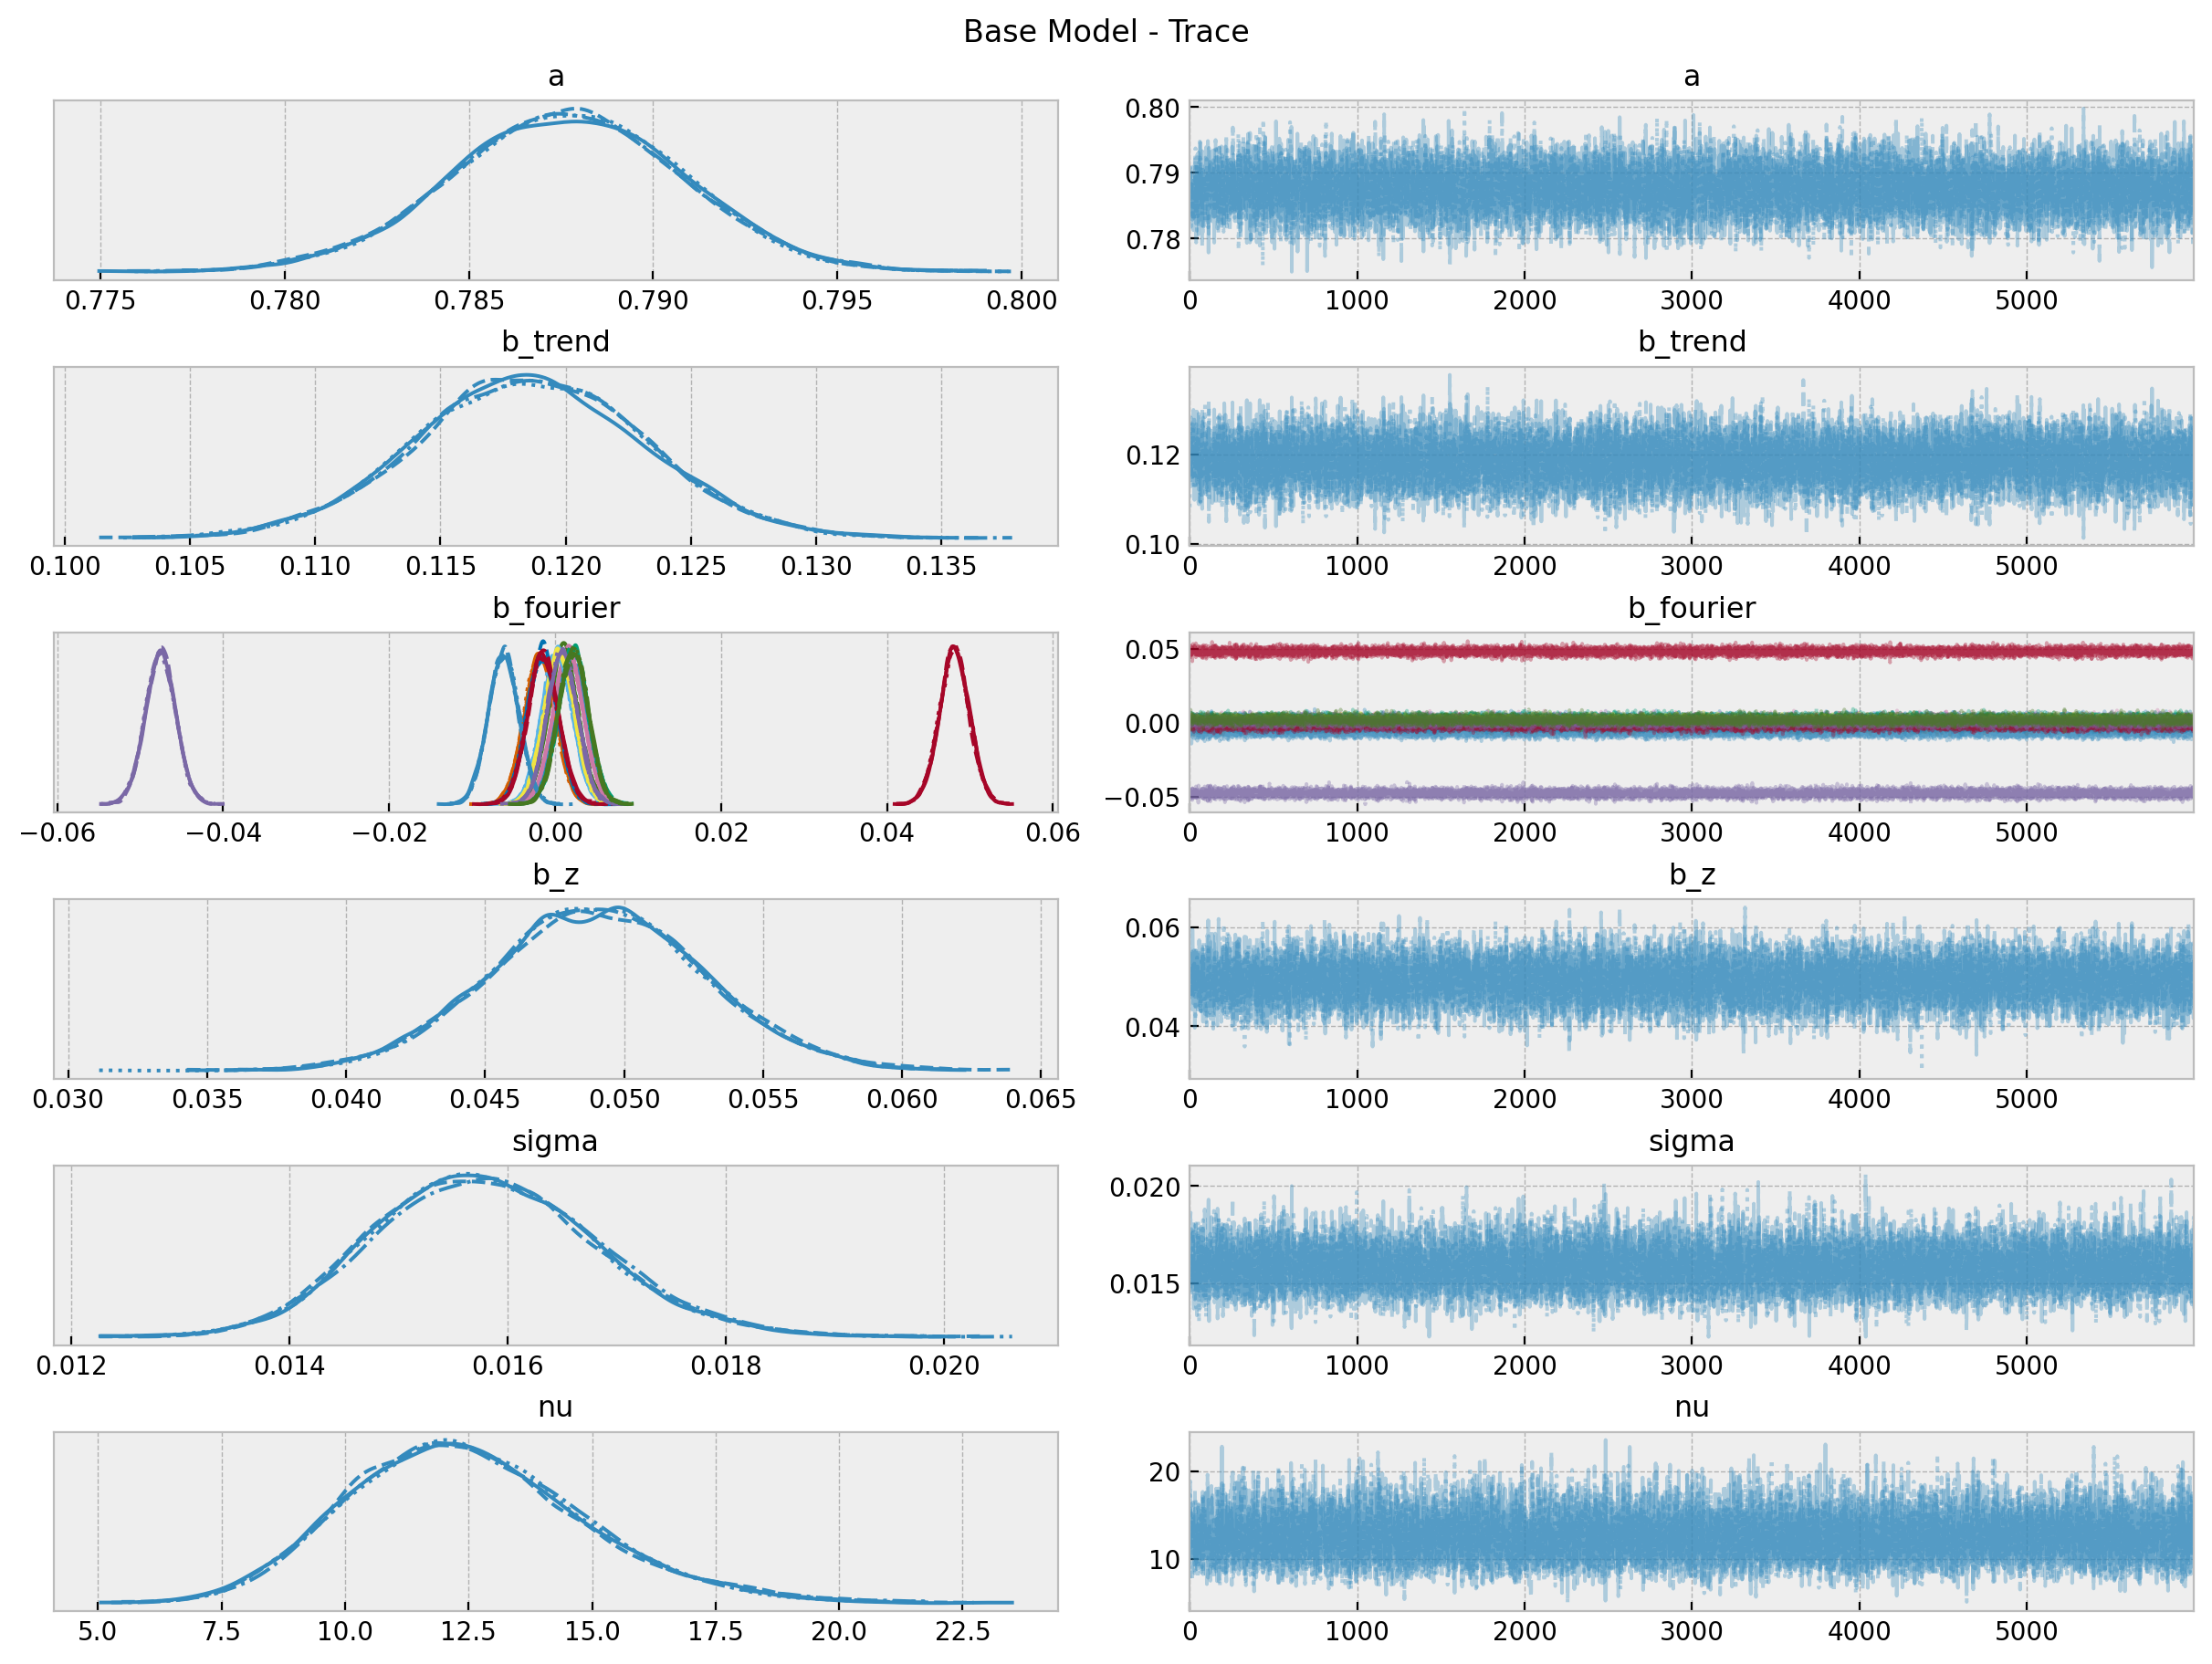 Base Model - Trace
a
a
0.775 0.780 0.785 0.790 0.795 0.800
0.80
0.79
0.78
0 1000 2000 3000 4000 5000
b_trend
b_trend
0.100 0.105 0.110 0.115 0.120 0.125 0.130 0.135
0.12
0.10
0 1000 2000 3000 4000 5000
b_fourier
b_fourier
−0.06 −0.04 −0.02 0.00 0.02 0.04 0.06
0.05
0.00
−0.05
0 1000 2000 3000 4000 5000
b_z
b_z
0.030 0.035 0.040 0.045 0.050 0.055 0.060 0.065
0.06
0.04
0 1000 2000 3000 4000 5000
sigma
sigma
0.012 0.014 0.016 0.018 0.020
0.020
0.015
0 1000 2000 3000 4000 5000
nu
nu
5.0 7.5 10.0 12.5 15.0 17.5 20.0 22.5
20
10
0 1000 2000 3000 4000 5000